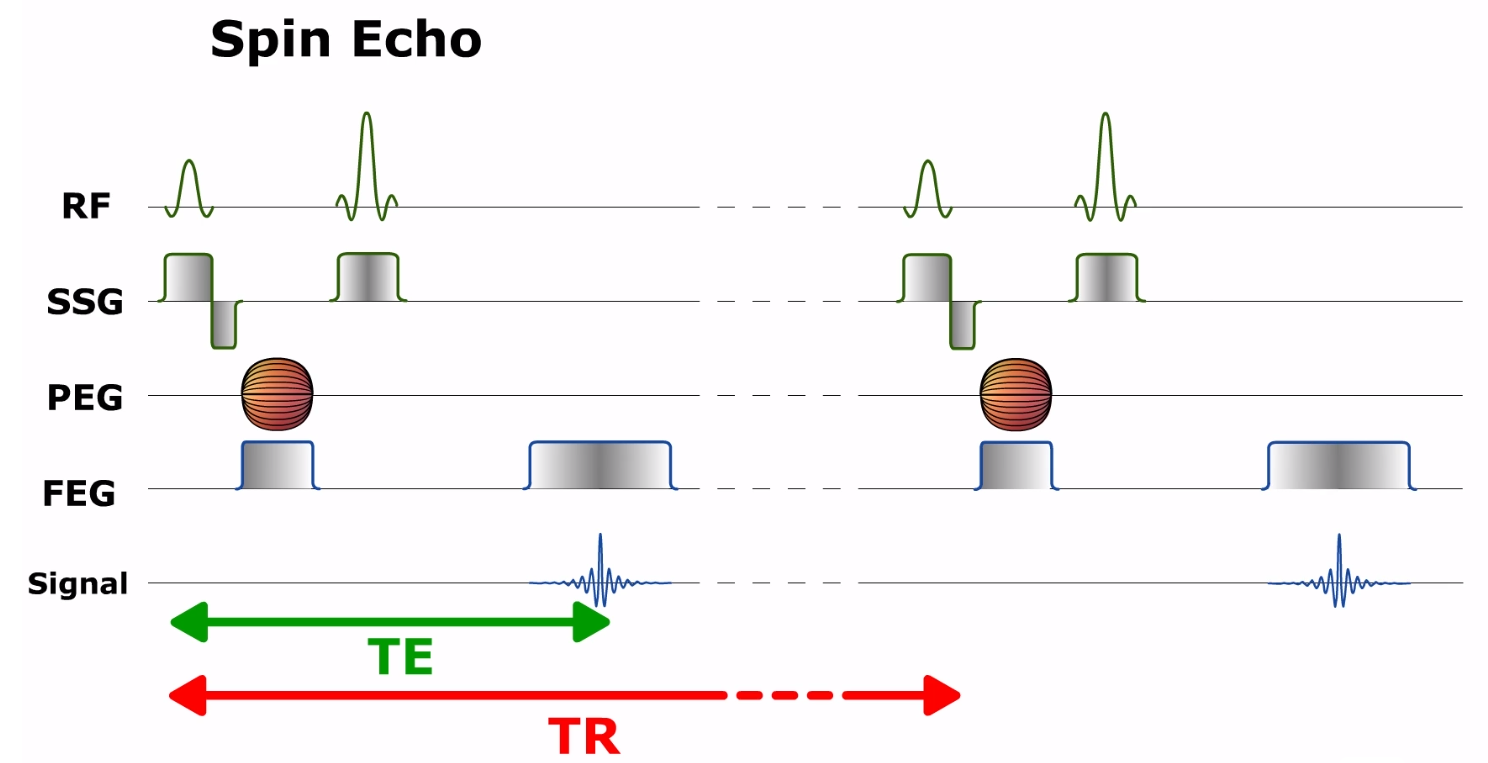 Spin Echo
RF
SSG
PEG
FEG
Signal
TE
TR